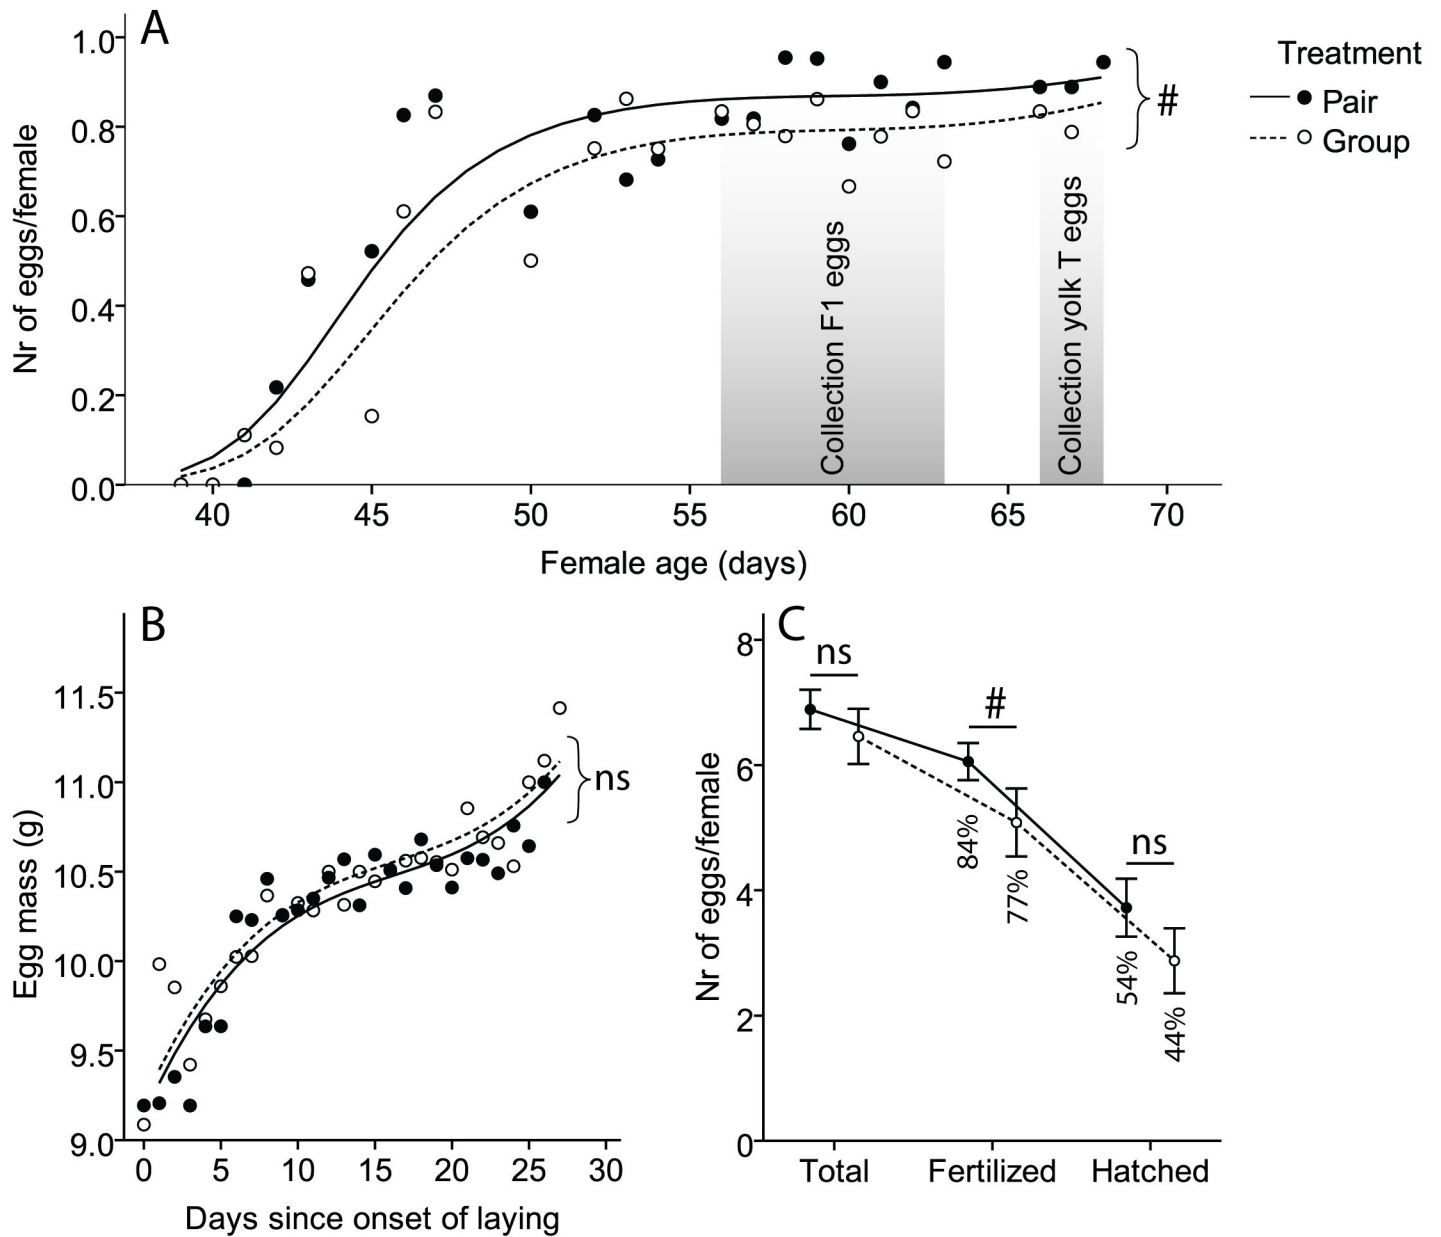 A
Treatment
Pair
Group
#
Nr of eggs/female
1.0
0.8
0.6
0.4
0.2
0.0
Collection F1 eggs
Collection yolk T eggs
40 45 50 55 60 65 70
Female age (days)
B
Egg mass (g)
11.5
11.0
10.5
10.0
9.5
9.0
ns
0 5 10 15 20 25 30
Days since onset of laying
C
Nr of eggs/female
8
6
4
2
0
ns
#
ns
84%
77%
54%
44%
Total Fertilized Hatched